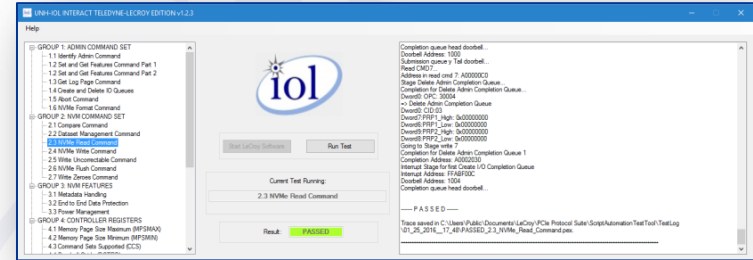 UNH-IOL INTERACT TELEDYNE-LECROY EDITION v1.2.3
Help
GROUP 1: ADMIN COMMAND SET
1.1 Identify Admin Command
1.2 Set and Get Features Command Part 1
1.2 Set and Get Features Command Part 2
1.3 Get Log Page Command
1.4 Create and Delete IO Queues
1.5 Abort Command
1.6 NVMe Format Command
GROUP 2: NVM COMMAND SET
2.1 Compare Command
2.2 Dataset Management Command
2.3 NVMe Read Command
2.4 NVMe Write Command
2.5 Write Uncorrectable Command
2.6 NVMe Flush Command
2.7 Write Zeroes Command
GROUP 3: NVM FEATURES
3.1 Metadata Handling
3.2 End to End Data Protection
3.3 Power Management
GROUP 4: CONTROLLER REGISTERS
4.1 Memory Page Size Maximum (MPSMAX)
4.2 Memory Page Size Minimum (MPSMIN)
4.3 Command Sets Supported (CCS)
iol
Start LeCroy Software
Run Test
Current Test Running:
2.3 NVMe Read Command
Result:
PASSED
Completion queue head doorbell...
Doorbell Address: 1000
Submission queue y Tail doorbell...
Read CMD7...
Address in read cmd 7: A00000C0
Stage Delete Admin Completion Queue...
Completion for Delete Admin Completion Queue...
Dword0: OPC: 30004
=> Delete Admin Completion Queue
Dword0: CID:03
Dword7:PRP1_High: 0x00000000
Dword6:PRP1_Low: 0x00000000
Dword9:PRP2_High: 0x00000000
Dword8:PRP2_Low: 0x00000000
Going to Stage write 7
Completion for Delete Admin Completion Queue 1
Completion Address: A0002030
Interrupt Stage for first Create I/O Completion Queue
Interrupt Address: FFABF00C
Doorbell Address: 1004
Completion queue head doorbell...
----- P A S S E D -----
Trace saved in C:\Users\Public\Documents\LeCroy\PCIe Protocol Suite\ScriptAutomationTestTool\TestLog
\01_25_2016__17_48\PASSED_2.3_NVMe_Read_Command.pex.